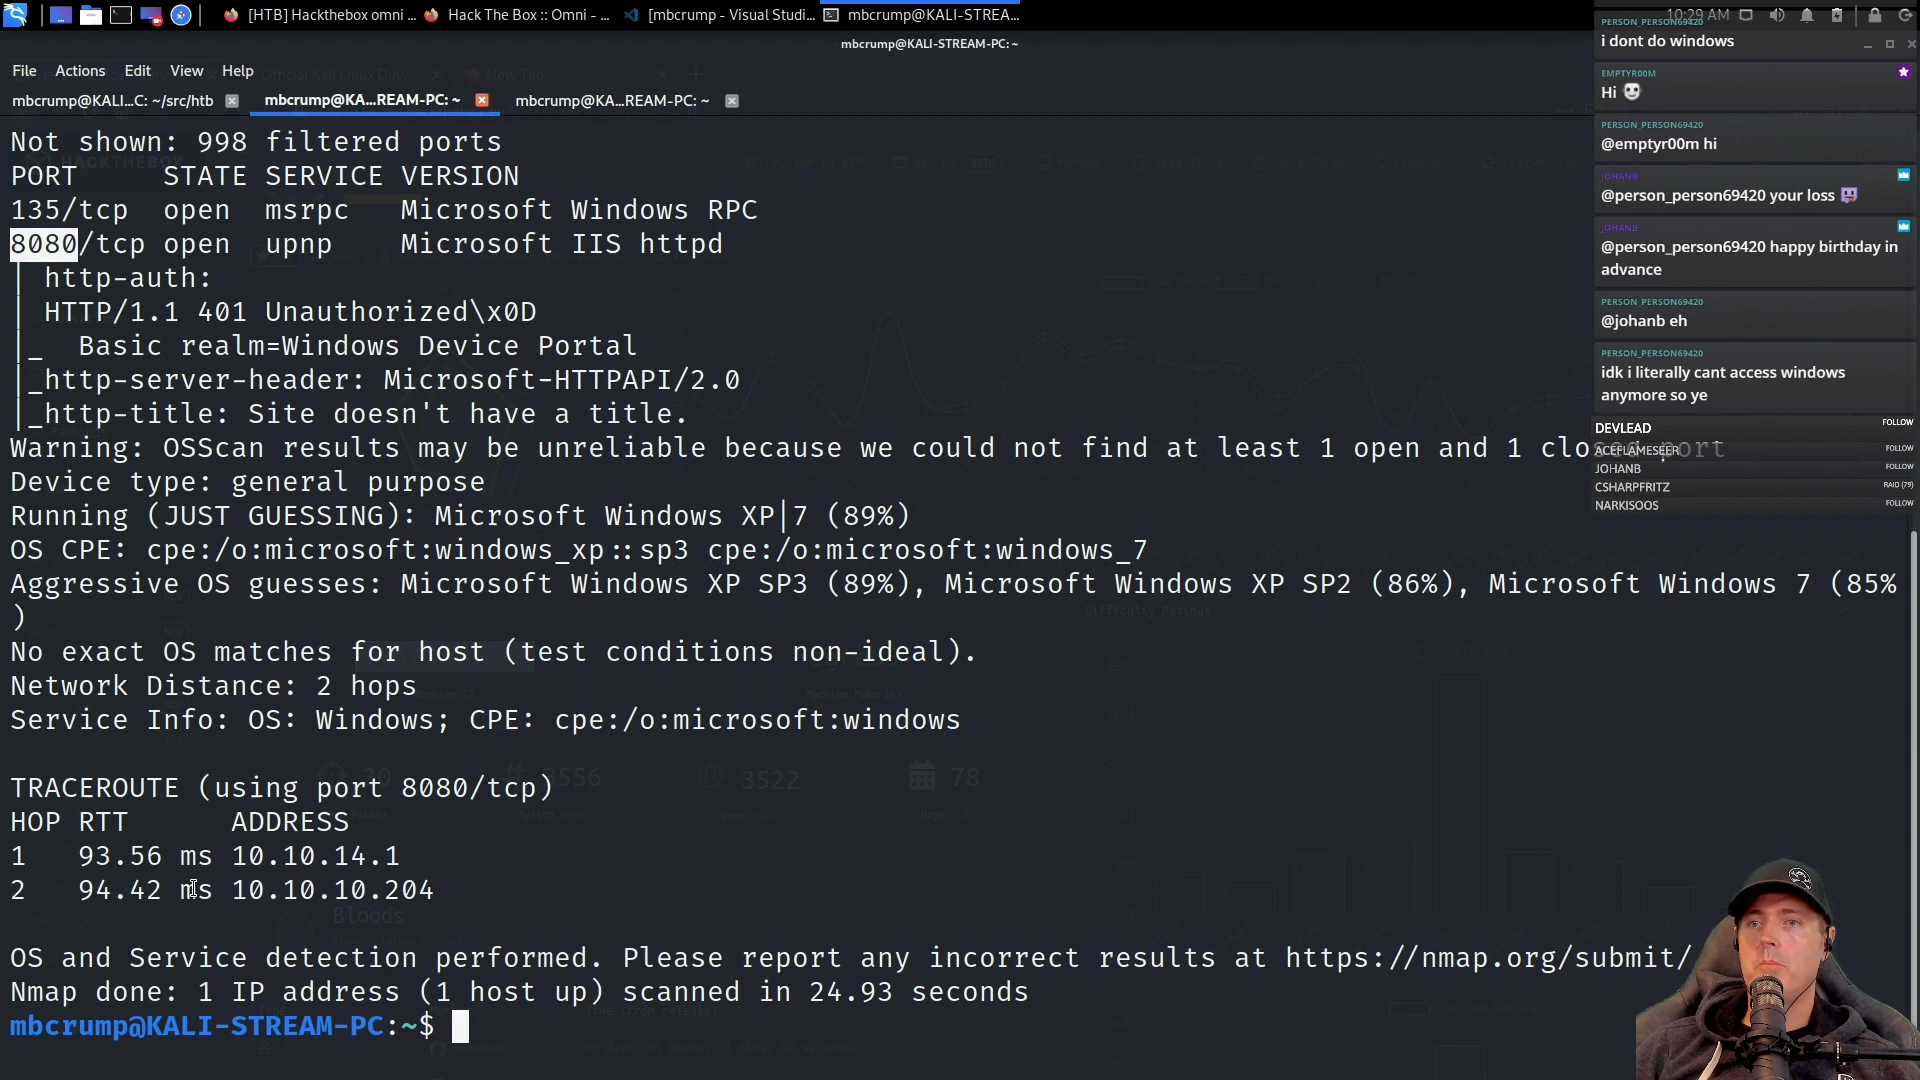 [HTB] Hackthebox omni ...
Hack The Box :: Omni - ...
[mbcrump - Visual Studi...
mbcrump@KALI-STREA...
10:29 AM
mbcrump@KALI-STREAM-PC: ~
File Actions Edit View Help
mbcrump@KALI...C: ~/src/htb
mbcrump@KA...REAM-PC: ~
mbcrump@KA...REAM-PC: ~
Not shown: 998 filtered ports
PORT     STATE SERVICE VERSION
135/tcp  open  msrpc   Microsoft Windows RPC
8080/tcp open  upnp    Microsoft IIS httpd
| http-auth:
| HTTP/1.1 401 Unauthorized\x0D
|_  Basic realm=Windows Device Portal
|_http-server-header: Microsoft-HTTPAPI/2.0
|_http-title: Site doesn't have a title.
Warning: OSScan results may be unreliable because we could not find at least 1 open and 1 closed port
Device type: general purpose
Running (JUST GUESSING): Microsoft Windows XP|7 (89%)
OS CPE: cpe:/o:microsoft:windows_xp::sp3 cpe:/o:microsoft:windows_7
Aggressive OS guesses: Microsoft Windows XP SP3 (89%), Microsoft Windows XP SP2 (86%), Microsoft Windows 7 (85%
)
No exact OS matches for host (test conditions non-ideal).
Network Distance: 2 hops
Service Info: OS: Windows; CPE: cpe:/o:microsoft:windows
TRACEROUTE (using port 8080/tcp)
HOP RTT      ADDRESS
1   93.56 ms 10.10.14.1
2   94.42 ms 10.10.10.204
OS and Service detection performed. Please report any incorrect results at https://nmap.org/submit/
Nmap done: 1 IP address (1 host up) scanned in 24.93 seconds
mbcrump@KALI-STREAM-PC:~$
PERSON_PERSON69420
i dont do windows
EMPTYR00M
Hi
PERSON_PERSON69420
@emptyr00m hi
JOHANB
@person_person69420 your loss
JOHANB
@person_person69420 happy birthday in
advance
PERSON_PERSON69420
@johanb eh
PERSON_PERSON69420
idk i literally cant access windows
anymore so ye
DEVLEAD FOLLOW
ACEFLAMESEER FOLLOW
JOHANB FOLLOW
CSHARPFRITZ RAID (79)
NARKISOOS FOLLOW